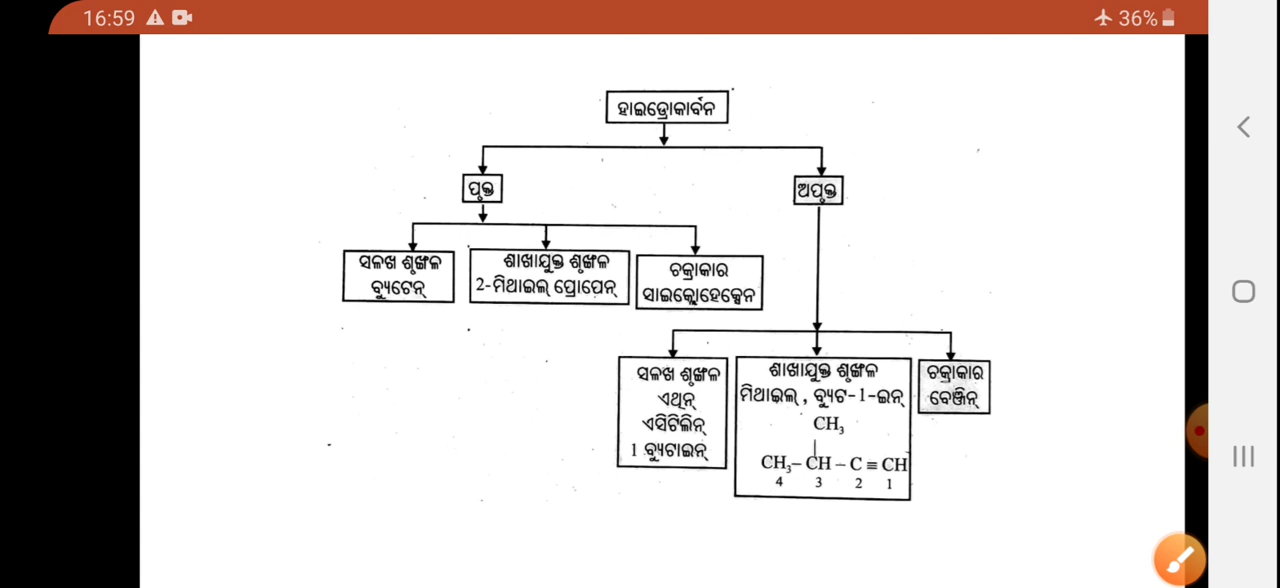 16:59
36%
ହାଇଡ୍ରୋକାର୍ବନ
ପୃକ୍ତ
ଅପୃକ୍ତ
ସଳଖ ଶୃଙ୍ଖଳ
ବ୍ୟୁଟେନ୍
ଶାଖାଯୁକ୍ତ ଶୃଙ୍ଖଳ
2-ମିଥାଇଲ୍ ପ୍ରୋପେନ୍
ଚକ୍ରାକାର
ସାଇକ୍ଲୋହେକ୍ସେନ
ସଳଖ ଶୃଙ୍ଖଳ
ଏଥିନ୍
ଏସିଟିଲିନ୍
1 ବ୍ୟୁଟାଇନ୍
ଶାଖାଯୁକ୍ତ ଶୃଙ୍ଖଳ
ମିଥାଇଲ୍, ବ୍ୟୁଟ-1-ଇନ୍
CH₃
|
CH₃– CH – C ≡ CH
4 3 2 1
ଚକ୍ରାକାର
ବେଞ୍ଜିନ୍